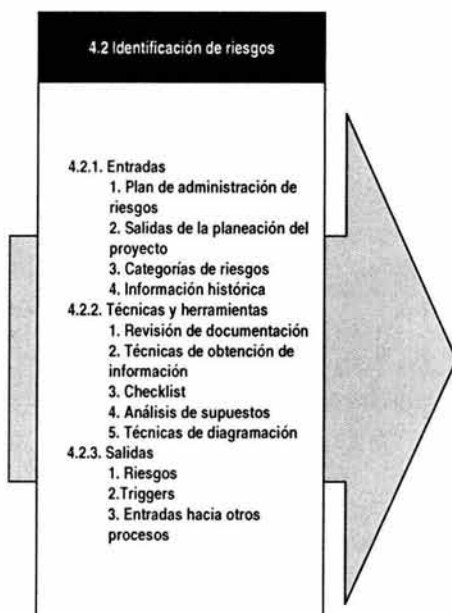 4.2 Identificación de riesgos
4.2.1. Entradas
1. Plan de administración de
riesgos
2. Salidas de la planeación del
proyecto
3. Categorías de riesgos
4. Información histórica
4.2.2. Técnicas y herramientas
1. Revisión de documentación
2. Técnicas de obtención de
información
3. Checklist
4. Análisis de supuestos
5. Técnicas de diagramación
4.2.3. Salidas
1. Riesgos
2.Triggers
3. Entradas hacia otros
procesos